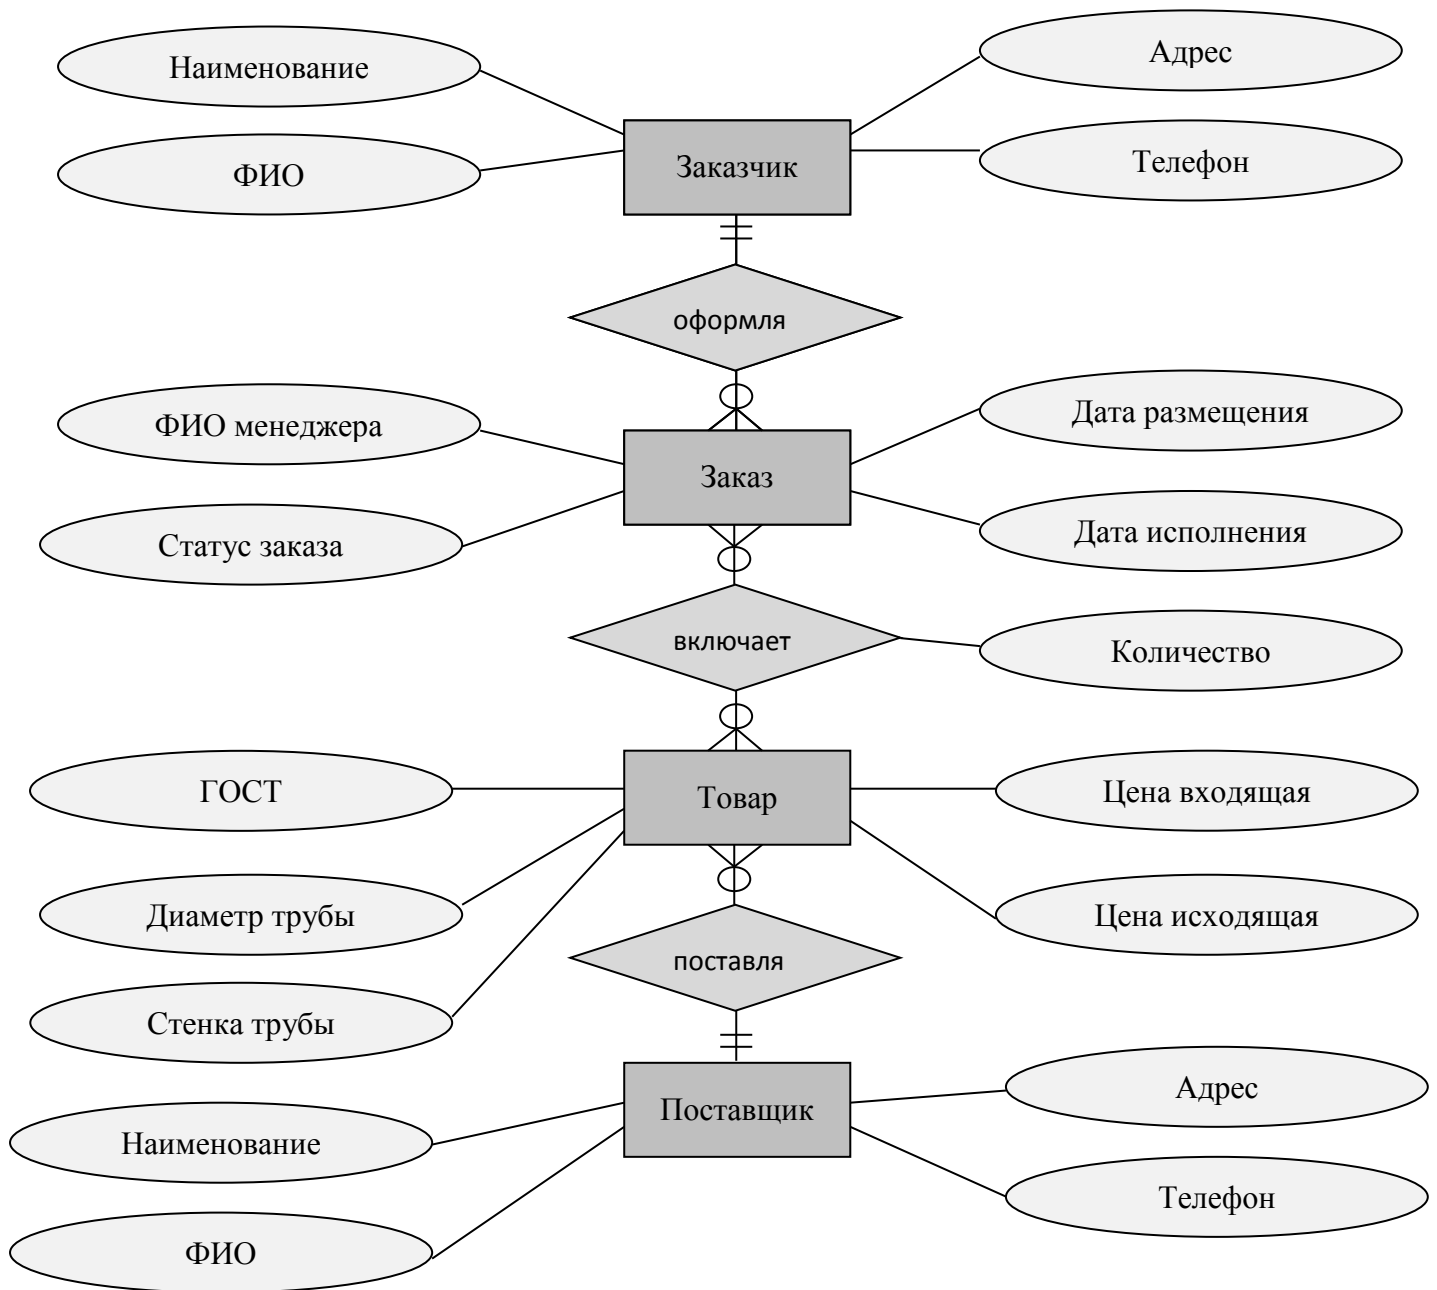 Наименование
Адрес
ФИО
Заказчик
Телефон
оформля
ФИО менеджера
Дата размещения
Заказ
Статус заказа
Дата исполнения
включает
Количество
ГОСТ
Товар
Цена входящая
Диаметр трубы
Цена исходящая
поставля
Стенка трубы
Адрес
Поставщик
Наименование
Телефон
ФИО